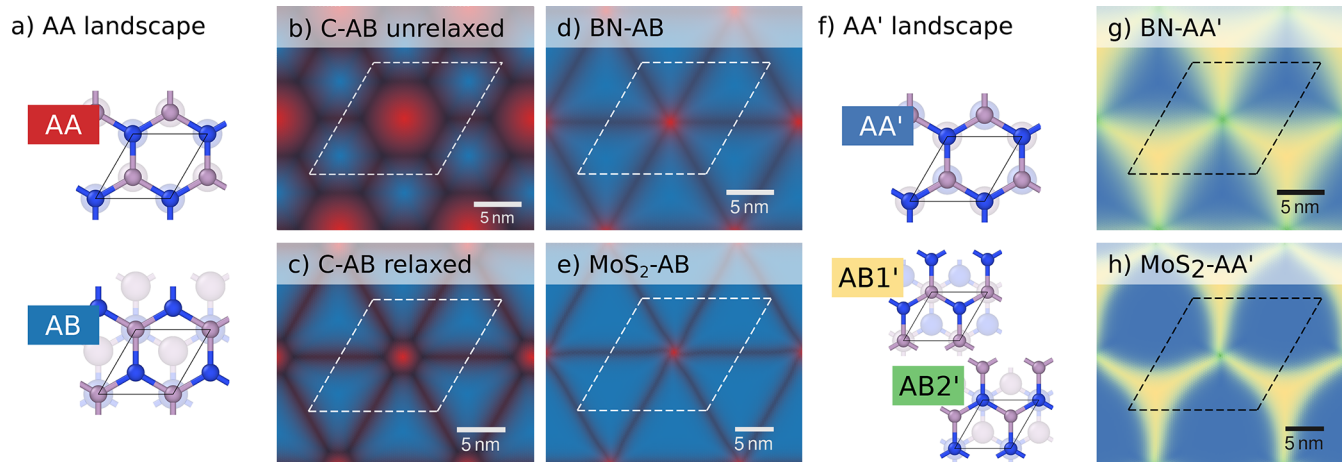 a) AA landscape
AA
AB
b) C-AB unrelaxed
5 nm
c) C-AB relaxed
5 nm
d) BN-AB
5 nm
e) MoS₂-AB
5 nm
f) AA' landscape
AA'
AB1'
AB2'
g) BN-AA'
5 nm
h) MoS₂-AA'
5 nm